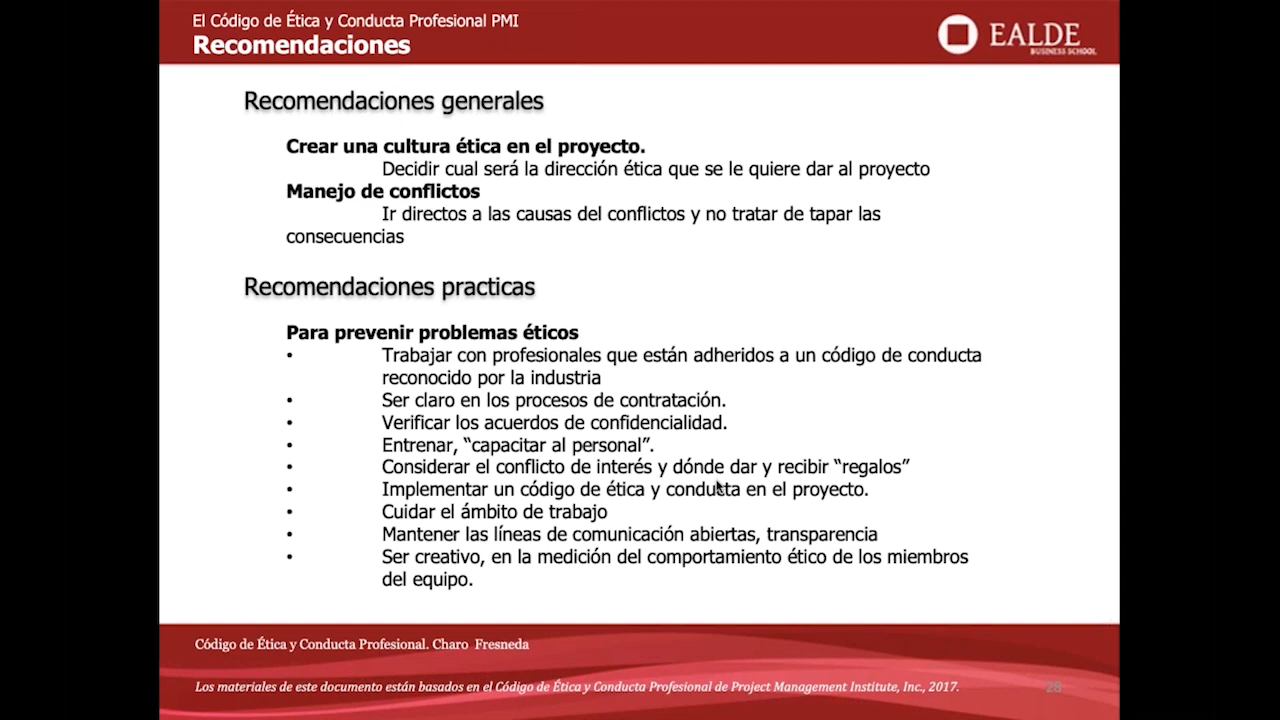 El Código de Ética y Conducta Profesional PMI
Recomendaciones
EALDE
BUSINESS SCHOOL
Recomendaciones generales
Crear una cultura ética en el proyecto.
Decidir cual será la dirección ética que se le quiere dar al proyecto
Manejo de conflictos
Ir directos a las causas del conflictos y no tratar de tapar las
consecuencias
Recomendaciones practicas
Para prevenir problemas éticos
• Trabajar con profesionales que están adheridos a un código de conducta
reconocido por la industria
• Ser claro en los procesos de contratación.
• Verificar los acuerdos de confidencialidad.
• Entrenar, “capacitar al personal”.
• Considerar el conflicto de interés y dónde dar y recibir “regalos”
• Implementar un código de ética y conducta en el proyecto.
• Cuidar el ámbito de trabajo
• Mantener las líneas de comunicación abiertas, transparencia
• Ser creativo, en la medición del comportamiento ético de los miembros
del equipo.
Código de Ética y Conducta Profesional. Charo Fresneda
Los materiales de este documento están basados en el Código de Ética y Conducta Profesional de Project Management Institute, Inc., 2017.
28